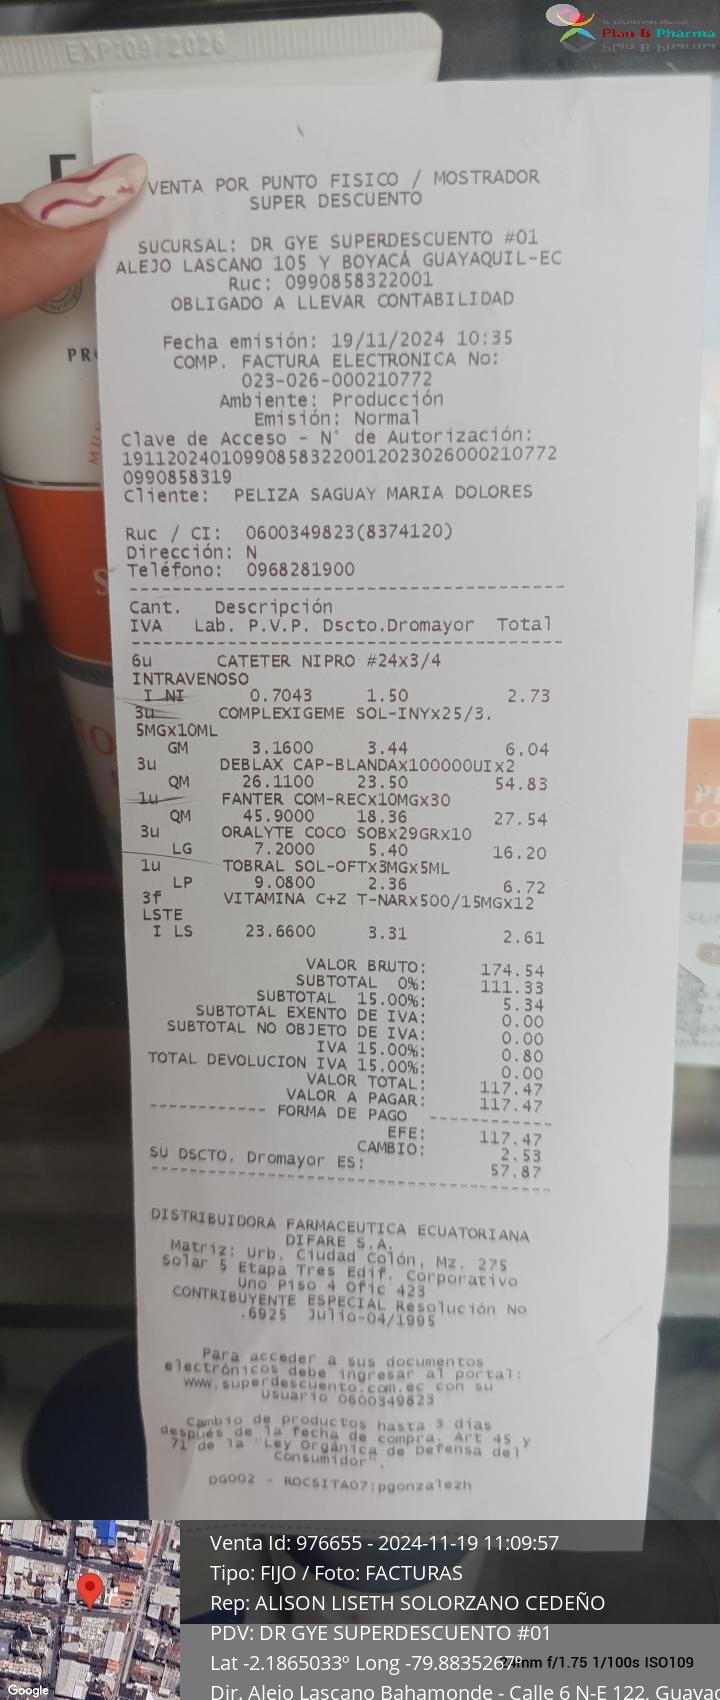 EXP:09/2026
Su solución más efectiva!
Plan B Pharma
VENTA POR PUNTO FISICO / MOSTRADOR
SUPER DESCUENTO
SUCURSAL: DR GYE SUPERDESCUENTO #01
ALEJO LASCANO 105 Y BOYACÁ GUAYAQUIL-EC
Ruc: 0990858322001
OBLIGADO A LLEVAR CONTABILIDAD
Fecha emisión: 19/11/2024 10:35
COMP. FACTURA ELECTRONICA No:
023-026-000210772
Ambiente: Producción
Emisión: Normal
Clave de Acceso - N° de Autorización:
191120240109908583220012023026000210772
0990858319
Cliente: PELIZA SAGUAY MARIA DOLORES
Ruc / CI: 0600349823(8374120)
Dirección: N
Teléfono: 0968281900
Cant. Descripción
IVA Lab. P.V.P. Dscto.Dromayor Total
6u CATETER NIPRO #24x3/4
INTRAVENOSO
I NI 0.7043 1.50 2.73
3u COMPLEXIGEME SOL-INYx25/3.
5MGx10ML
GM 3.1600 3.44 6.04
3u DEBLAX CAP-BLANDAx100000UIx2
QM 26.1100 23.50 54.83
1u FANTER COM-RECx10MGx30
QM 45.9000 18.36 27.54
3u ORALYTE COCO SOBx29GRx10
LG 7.2000 5.40 16.20
1u TOBRAL SOL-OFTx3MGx5ML
LP 9.0800 2.36 6.72
3f VITAMINA C+Z T-NARx500/15MGx12
LSTE
I LS 23.6600 3.31 2.61
VALOR BRUTO: 174.54
SUBTOTAL 0%: 111.33
SUBTOTAL 15.00%: 5.34
SUBTOTAL EXENTO DE IVA: 0.00
SUBTOTAL NO OBJETO DE IVA: 0.00
IVA 15.00%: 0.80
TOTAL DEVOLUCION IVA 15.00%: 0.00
VALOR TOTAL: 117.47
VALOR A PAGAR: 117.47
------------ FORMA DE PAGO ------------
EFE: 117.47
CAMBIO: 2.53
SU DSCTO. Dromayor ES: 57.87
DISTRIBUIDORA FARMACEUTICA ECUATORIANA
DIFARE S.A.
Matriz: Urb. Ciudad Colón, Mz. 275
Solar 5 Etapa Tres Edif. Corporativo
Uno Piso 4 Ofic 423
CONTRIBUYENTE ESPECIAL Resolución No
.6925 Julio-04/1995
Para acceder a sus documentos
electrónicos debe ingresar al portal:
www.superdescuento.com.ec con su
Usuario 0600349823
Cambio de productos hasta 3 días
después de la fecha de compra. Art 45 y
71 de la "Ley Orgánica de Defensa del
Consumidor".
DG002 - ROCSITA07;pgonzalezh
Venta Id: 976655 - 2024-11-19 11:09:57
Tipo: FIJO / Foto: FACTURAS
Rep: ALISON LISETH SOLORZANO CEDEÑO
PDV: DR GYE SUPERDESCUENTO #01
Lat -2.1865033º Long -79.883526
24mm f/1.75 1/100s ISO109
Dir. Alejo Lascano Bahamonde - Calle 6 N-E 122, Guayaq
Google